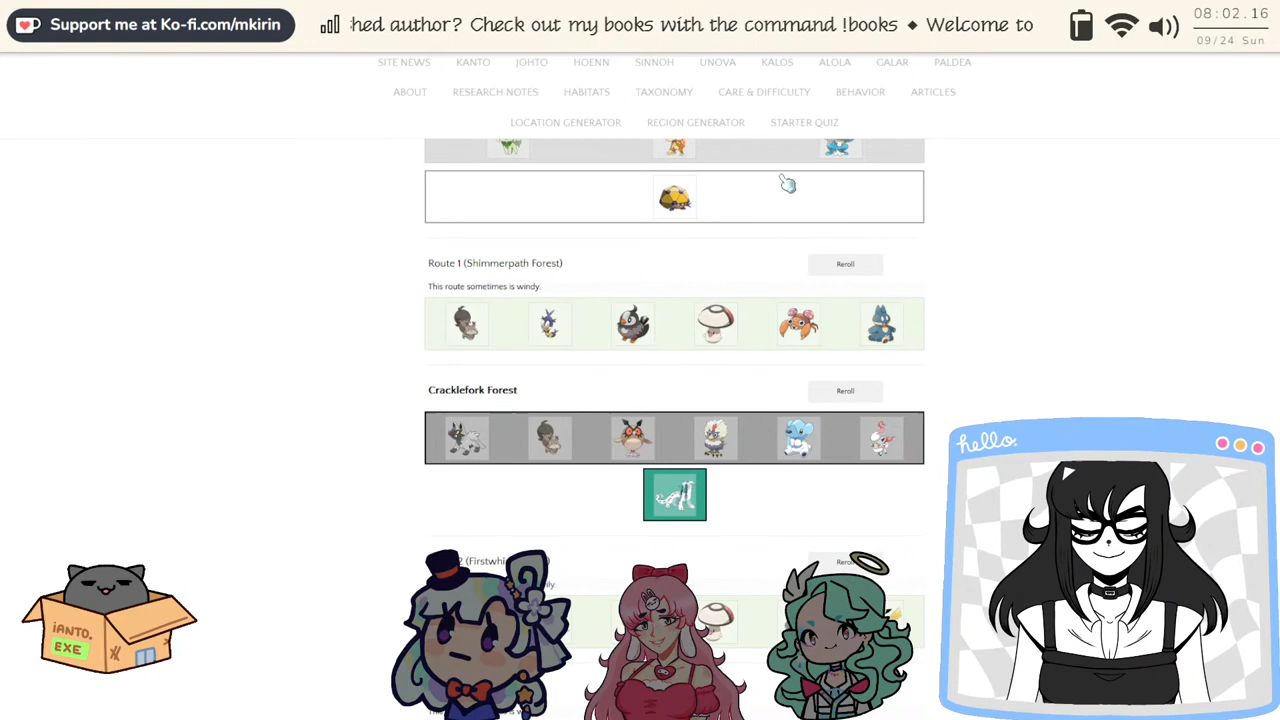 Support me at Ko-fi.com/mkirin
hed author? Check out my books with the command !books ◆ Welcome to
08:02.16
09/24 Sun
SITE NEWS KANTO JOHTO HOENN SINNOH UNOVA KALOS ALOLA GALAR PALDEA
ABOUT RESEARCH NOTES HABITATS TAXONOMY CARE & DIFFICULTY BEHAVIOR ARTICLES
LOCATION GENERATOR REGION GENERATOR STARTER QUIZ
Route 1 (Shimmerpath Forest) Reroll
This route sometimes is windy.
Cracklefork Forest Reroll
hello.
2 (Firstwhi Reroll
iANTO.
EXE